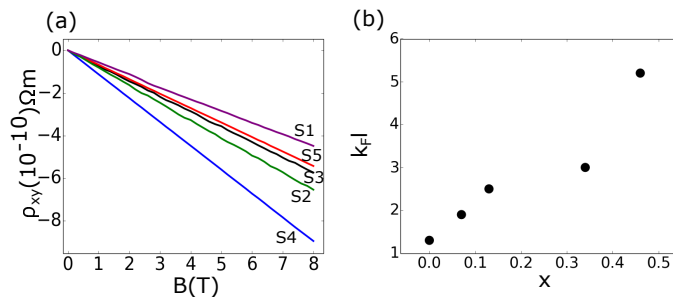 (a)
ρxy(10^-10)Ωm
0
−2
−4
−6
−8
S1
S5
S3
S2
S4
0 1 2 3 4 5 6 7 8
B(T)
(b)
kFl
6
5
4
3
2
1
0.0 0.1 0.2 0.3 0.4 0.5
x